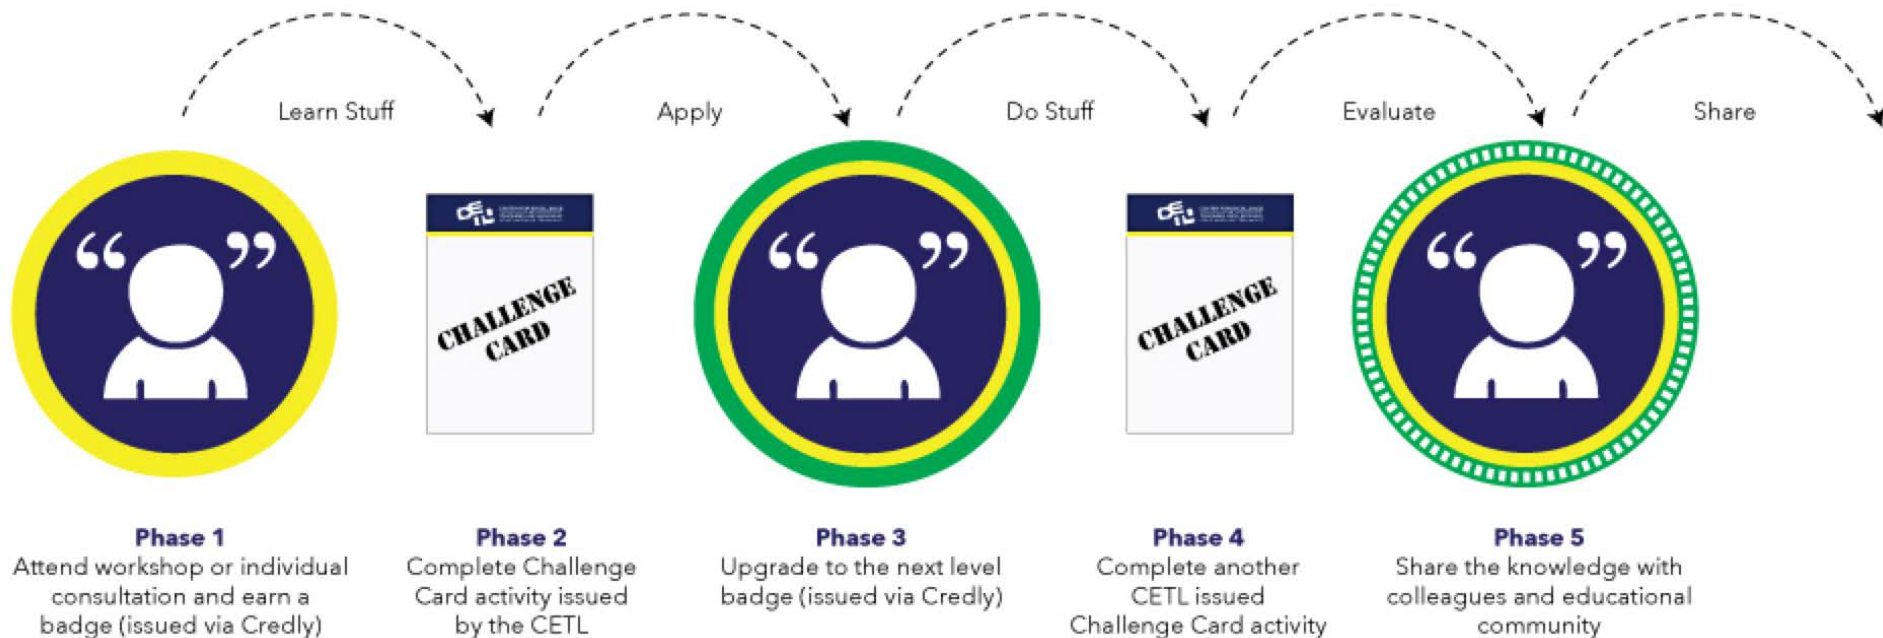 Learn Stuff
Apply
Do Stuff
Evaluate
Share
“ ”
CETL
CHALLENGE
CARD
“ ”
CETL
CHALLENGE
CARD
“ ”
Phase 1
Attend workshop or individual
consultation and earn a
badge (issued via Credly)
Phase 2
Complete Challenge
Card activity issued
by the CETL
Phase 3
Upgrade to the next level
badge (issued via Credly)
Phase 4
Complete another
CETL issued
Challenge Card activity
Phase 5
Share the knowledge with
colleagues and educational
community